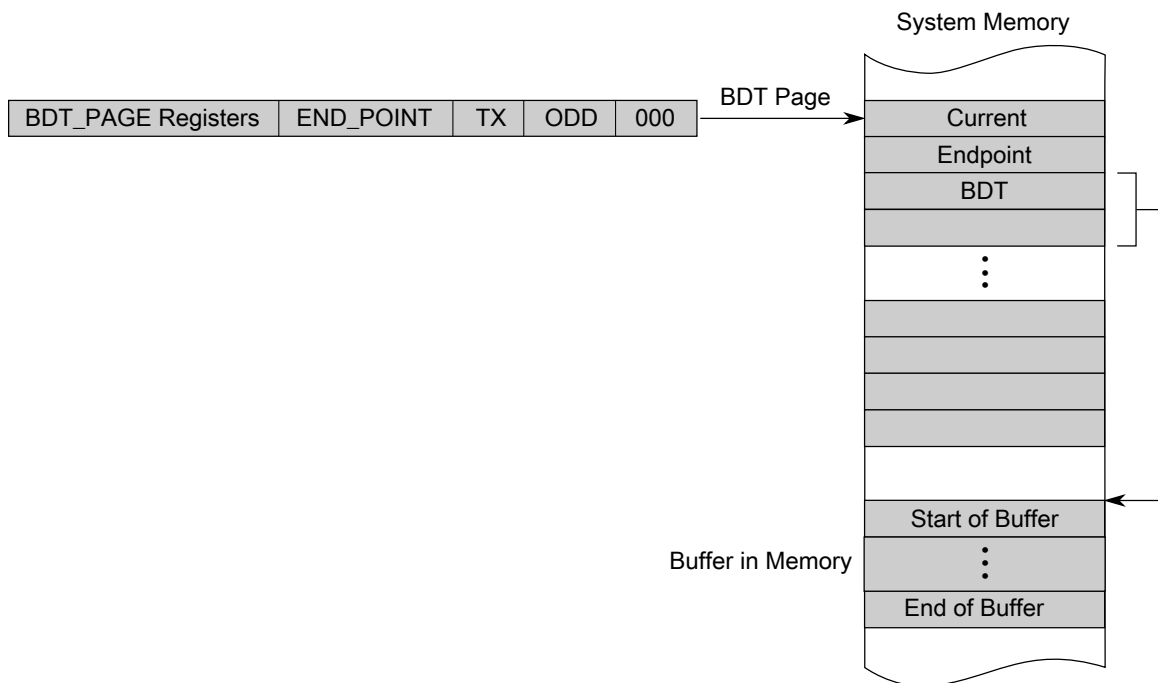 System Memory
BDT_PAGE Registers END_POINT TX ODD 000
BDT Page
Current
Endpoint
BDT
Start of Buffer
Buffer in Memory
End of Buffer